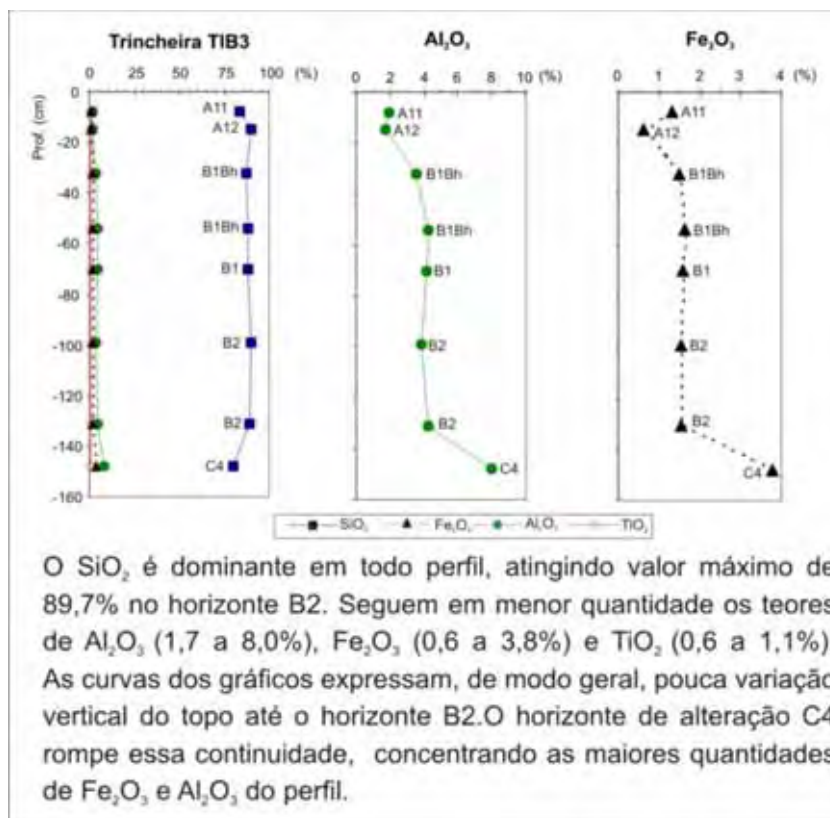 Trincheira TIB3
Al₂O₃
Fe₂O₃
0 25 50 75 100 (%)
0 2 4 6 8 10 (%)
0 1 2 3 4 (%)
Prof. (cm)
0
-20
-40
-60
-80
-100
-120
-140
-160
A11
A12
B1Bh
B1Bh
B1
B2
B2
C4
A11
A12
B1Bh
B1Bh
B1
B2
B2
C4
A11
A12
B1Bh
B1Bh
B1
B2
B2
C4
SiO₂ Fe₂O₃ Al₂O₃ TiO₂
O SiO₂ é dominante em todo perfil, atingindo valor máximo de
89,7% no horizonte B2. Seguem em menor quantidade os teores
de Al₂O₃ (1,7 a 8,0%), Fe₂O₃ (0,6 a 3,8%) e TiO₂ (0,6 a 1,1%)
As curvas dos gráficos expressam, de modo geral, pouca variação
vertical do topo até o horizonte B2.O horizonte de alteração C4
rompe essa continuidade, concentrando as maiores quantidades
de Fe₂O₃ e Al₂O₃ do perfil.